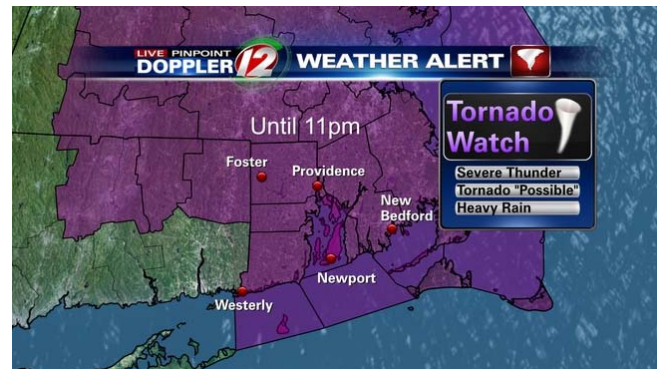 LIVE PINPOINT
DOPPLER 12 WEATHER ALERT
Until 11pm
Tornado
Watch
Severe Thunder
Tornado "Possible"
Heavy Rain
Foster
Providence
New
Bedford
Newport
Westerly